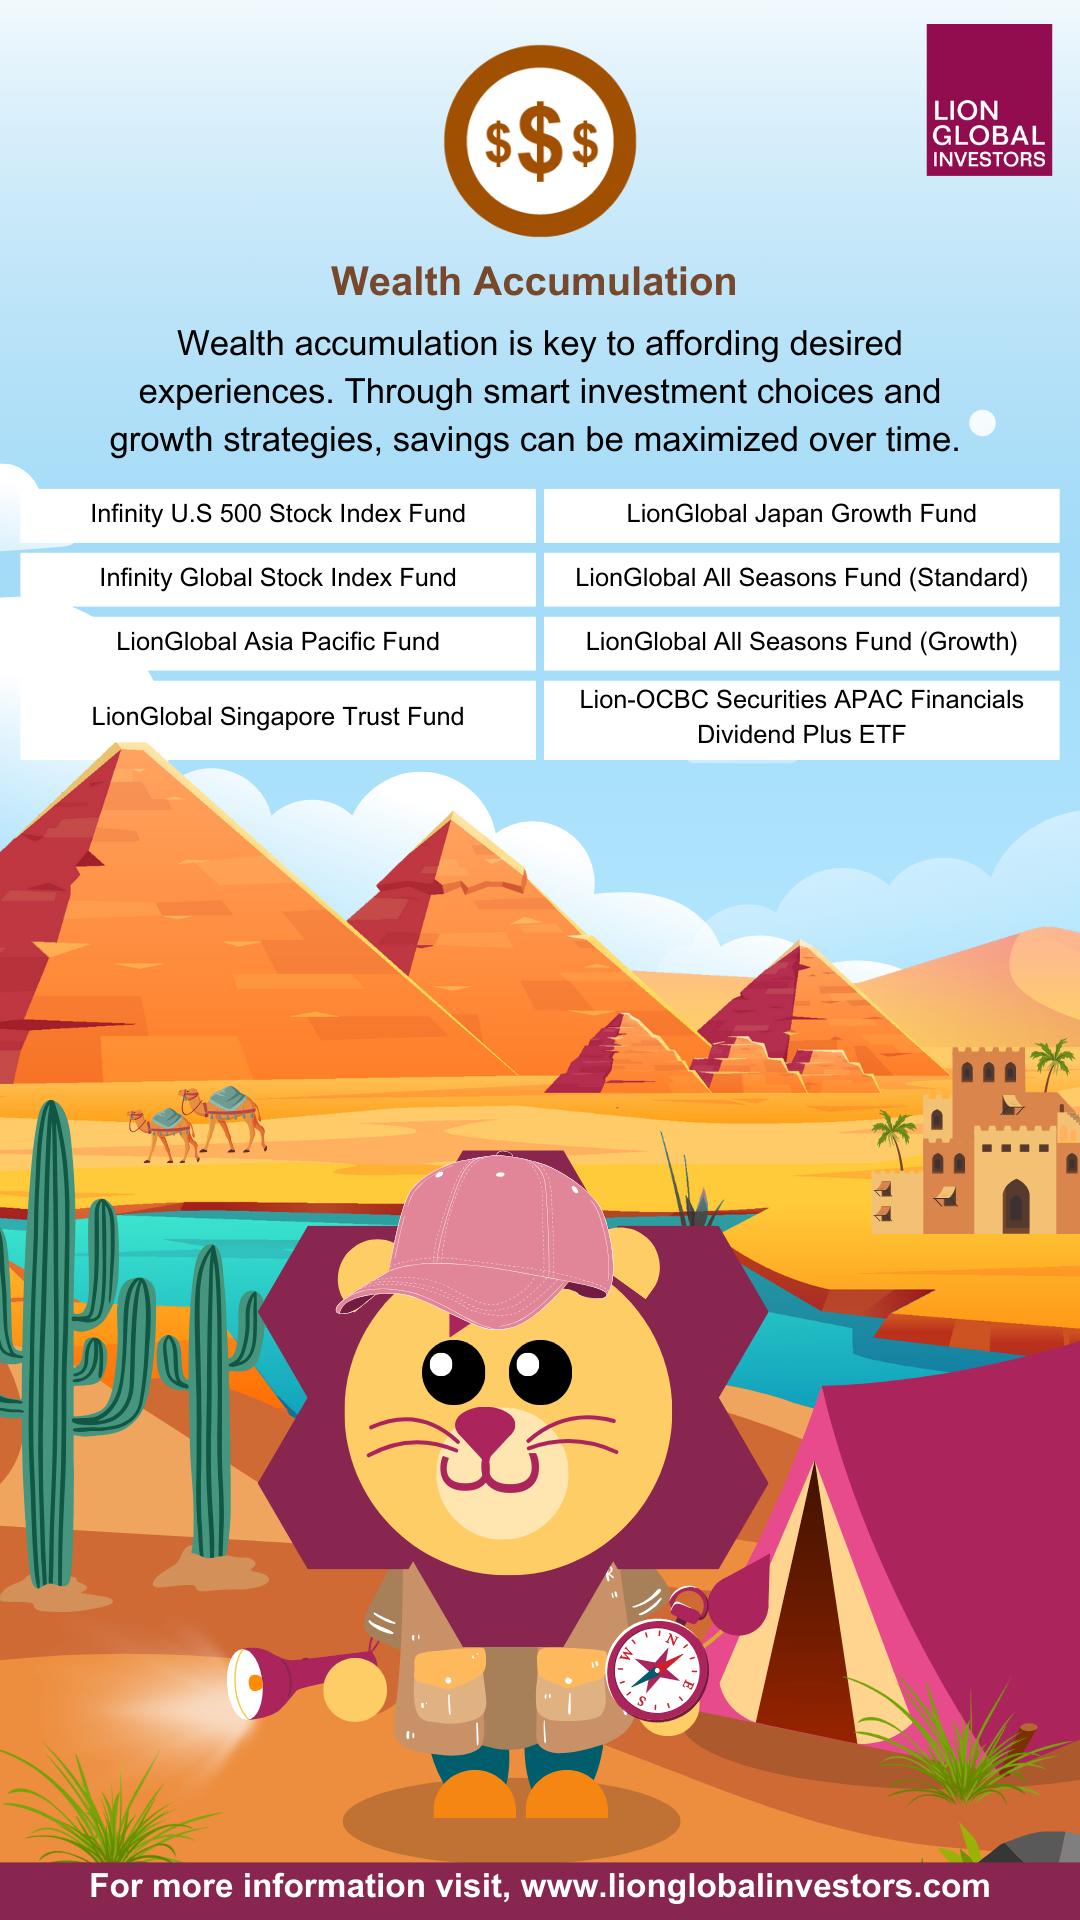 $ $ $
LION
GLOBAL
INVESTORS
Wealth Accumulation
Wealth accumulation is key to affording desired
experiences. Through smart investment choices and
growth strategies, savings can be maximized over time.
Infinity U.S 500 Stock Index Fund
LionGlobal Japan Growth Fund
Infinity Global Stock Index Fund
LionGlobal All Seasons Fund (Standard)
LionGlobal Asia Pacific Fund
LionGlobal All Seasons Fund (Growth)
LionGlobal Singapore Trust Fund
Lion-OCBC Securities APAC Financials
Dividend Plus ETF
N
W
E
S
For more information visit, www.lionglobalinvestors.com